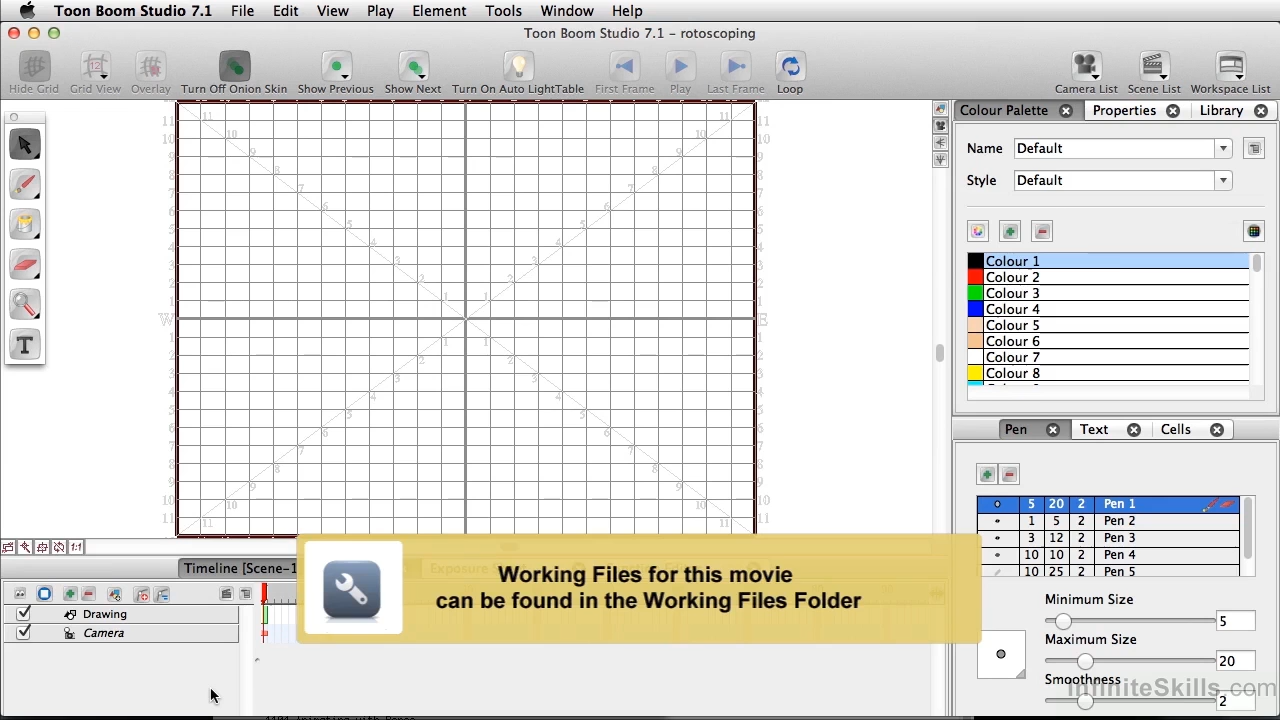 Toon Boom Studio 7.1 File Edit View Play Element Tools Window Help
Toon Boom Studio 7.1 – rotoscoping
Hide Grid Grid View Overlay Turn Off Onion Skin Show Previous Show Next Turn On Auto LightTable First Frame Play Last Frame Loop Camera List Scene List Workspace List
Colour Palette Properties Library
Name Default
Style Default
Colour 1
Colour 2
Colour 3
Colour 4
Colour 5
Colour 6
Colour 7
Colour 8
W E
Pen Text Cells
5 20 2 Pen 1
1 5 2 Pen 2
3 12 2 Pen 3
10 10 2 Pen 4
10 25 2 Pen 5
Minimum Size
5
Maximum Size
20
Smoothness
2
1:1
Timeline [Scene-1
Drawing
Camera
Working Files for this movie
can be found in the Working Files Folder
InfiniteSkills.com